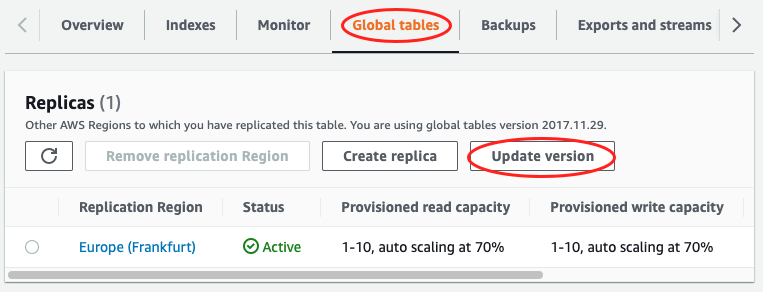 Overview Indexes Monitor Global tables Backups Exports and streams
Replicas (1)
Other AWS Regions to which you have replicated this table. You are using global tables version 2017.11.29.
Remove replication Region Create replica Update version
Replication Region Status Provisioned read capacity Provisioned write capacity
Europe (Frankfurt) Active 1-10, auto scaling at 70% 1-10, auto scaling at 70%